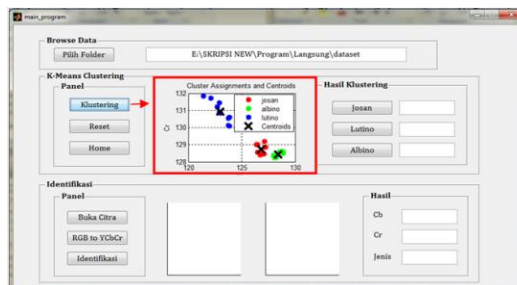 main_program
Browse Data
Pilih Folder
E:\SKRIPSI NEW\Program\Langsung\dataset
K-Means Clustering
Panel
Klustering
Reset
Home
Cluster Assignments and Centroids
josan
albino
lutino
Centroids
Cr
132
131
130
129
128
120
125
130
Hasil Klustering
Josan
Lutino
Albino
Identifikasi
Panel
Buka Citra
RGB to YCbCr
Identifikasi
Hasil
Cb
Cr
Jenis